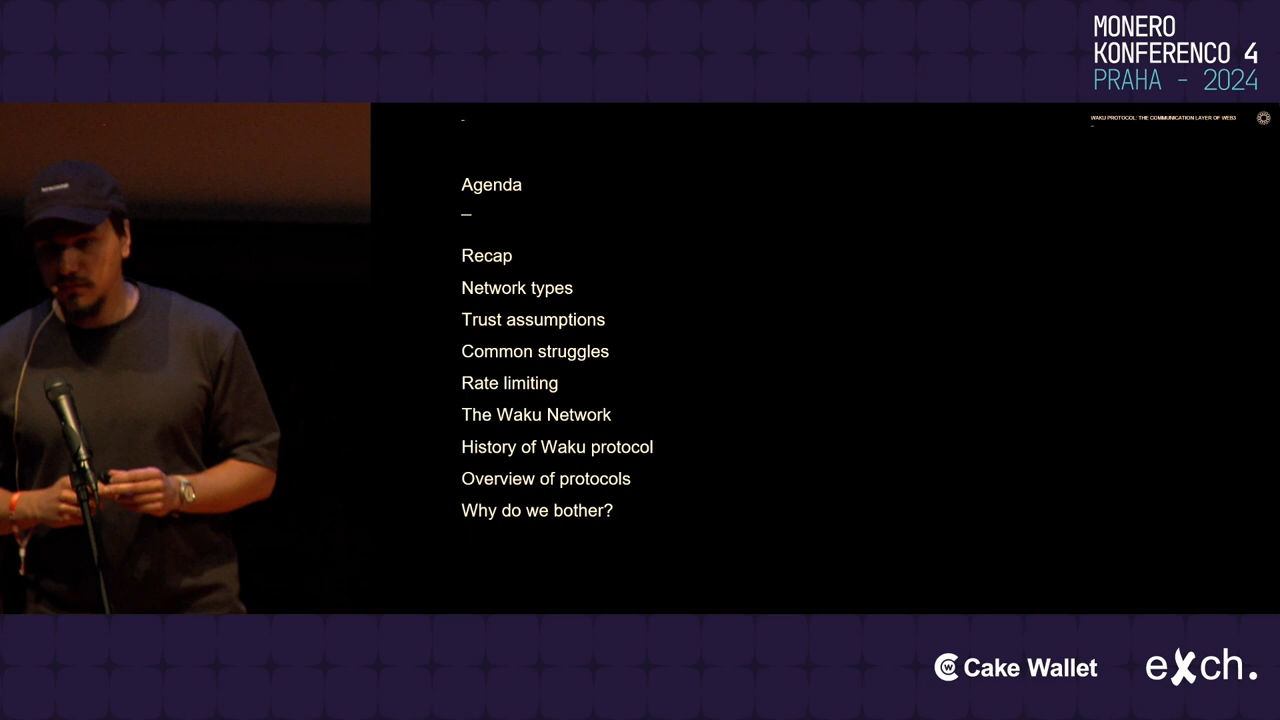 MONERO
KONFERENCO 4
PRAHA - 2024
WAKU PROTOCOL: THE COMMUNICATION LAYER OF WEB3
Agenda
—
Recap
Network types
Trust assumptions
Common struggles
Rate limiting
The Waku Network
History of Waku protocol
Overview of protocols
Why do we bother?
Cake Wallet
eXch.